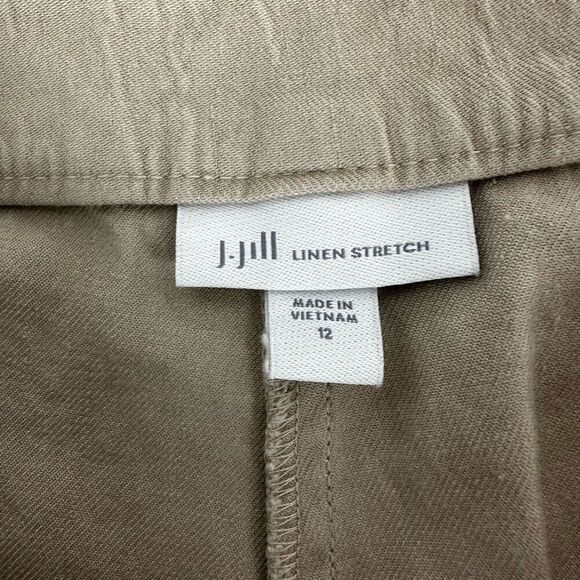 J.Jill LINEN STRETCH
MADE IN
VIETNAM
12